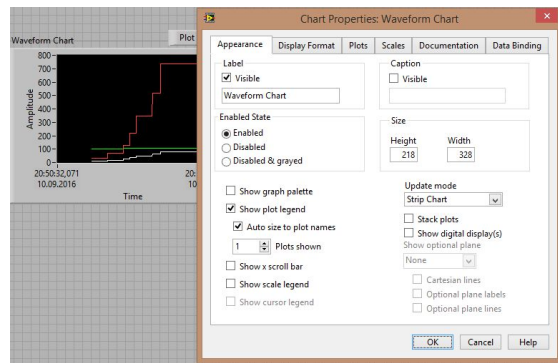 Waveform Chart
Plot
Amplitude
800-
700-
600-
500-
400-
300-
200-
100-
0-
20:50:32,071
10.09.2016
20:
10.
Time
Chart Properties: Waveform Chart
Appearance
Display Format
Plots
Scales
Documentation
Data Binding
Label
Visible
Waveform Chart
Caption
Visible
Enabled State
Enabled
Disabled
Disabled & grayed
Size
Height Width
218 328
Show graph palette
Show plot legend
Auto size to plot names
1 Plots shown
Show x scroll bar
Show scale legend
Show cursor legend
Update mode
Strip Chart
Stack plots
Show digital display(s)
Show optional plane
None
Cartesian lines
Optional plane labels
Optional plane lines
OK Cancel Help